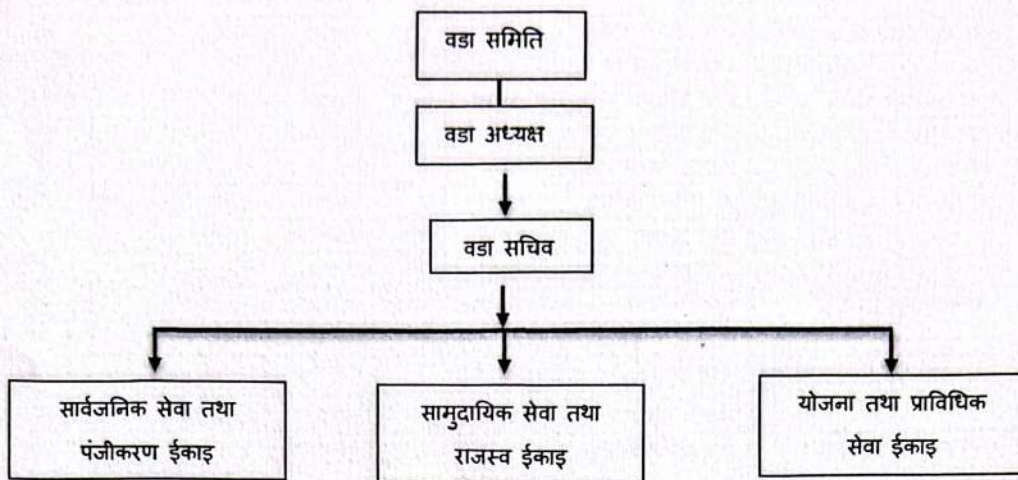 वडा समिति
वडा अध्यक्ष
वडा सचिव
सार्वजनिक सेवा तथा
पंजीकरण ईकाइ
सामुदायिक सेवा तथा
राजस्व ईकाइ
योजना तथा प्राविधिक
सेवा ईकाइ